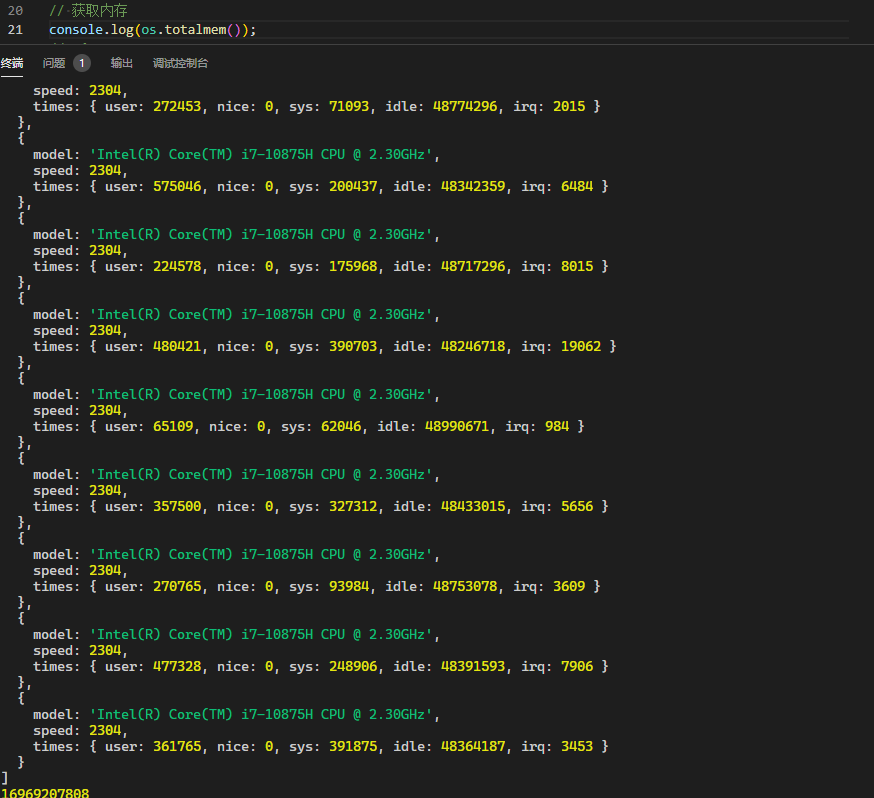 20 // 获取内存
21 console.log(os.totalmem());
终端 问题 1 输出 调试控制台
speed: 2304,
times: { user: 272453, nice: 0, sys: 71093, idle: 48774296, irq: 2015 }
},
{
model: 'Intel(R) Core(TM) i7-10875H CPU @ 2.30GHz',
speed: 2304,
times: { user: 575046, nice: 0, sys: 200437, idle: 48342359, irq: 6484 }
},
{
model: 'Intel(R) Core(TM) i7-10875H CPU @ 2.30GHz',
speed: 2304,
times: { user: 224578, nice: 0, sys: 175968, idle: 48717296, irq: 8015 }
},
{
model: 'Intel(R) Core(TM) i7-10875H CPU @ 2.30GHz',
speed: 2304,
times: { user: 480421, nice: 0, sys: 390703, idle: 48246718, irq: 19062 }
},
{
model: 'Intel(R) Core(TM) i7-10875H CPU @ 2.30GHz',
speed: 2304,
times: { user: 65109, nice: 0, sys: 62046, idle: 48990671, irq: 984 }
},
{
model: 'Intel(R) Core(TM) i7-10875H CPU @ 2.30GHz',
speed: 2304,
times: { user: 357500, nice: 0, sys: 327312, idle: 48433015, irq: 5656 }
},
{
model: 'Intel(R) Core(TM) i7-10875H CPU @ 2.30GHz',
speed: 2304,
times: { user: 270765, nice: 0, sys: 93984, idle: 48753078, irq: 3609 }
},
{
model: 'Intel(R) Core(TM) i7-10875H CPU @ 2.30GHz',
speed: 2304,
times: { user: 477328, nice: 0, sys: 248906, idle: 48391593, irq: 7906 }
},
{
model: 'Intel(R) Core(TM) i7-10875H CPU @ 2.30GHz',
speed: 2304,
times: { user: 361765, nice: 0, sys: 391875, idle: 48364187, irq: 3453 }
}
]
16969207808